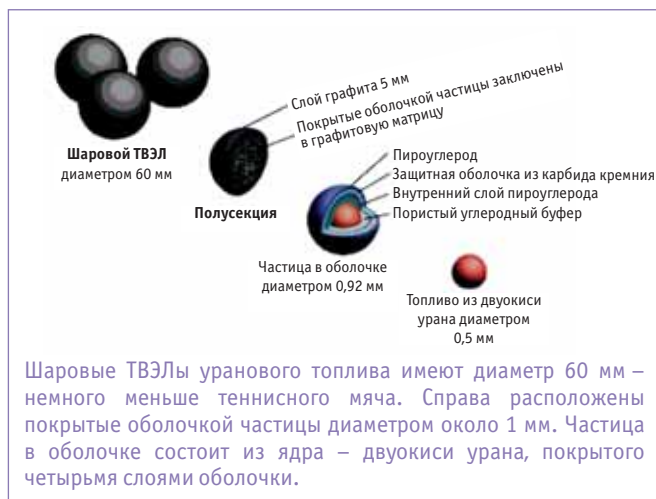 Слой графита 5 мм
Покрытые оболочкой частицы заключены
в графитовую матрицу
Шаровой ТВЭЛ
диаметром 60 мм
Полусекция
Пироуглерод
Защитная оболочка из карбида кремния
Внутренний слой пироуглерода
Пористый углеродный буфер
Частица в оболочке
диаметром 0,92 мм
Топливо из двуокиси
урана диаметром
0,5 мм
Шаровые ТВЭЛы уранового топлива имеют диаметр 60 мм –
немного меньше теннисного мяча. Справа расположены
покрытые оболочкой частицы диаметром около 1 мм. Частица
в оболочке состоит из ядра – двуокиси урана, покрытого
четырьмя слоями оболочки.